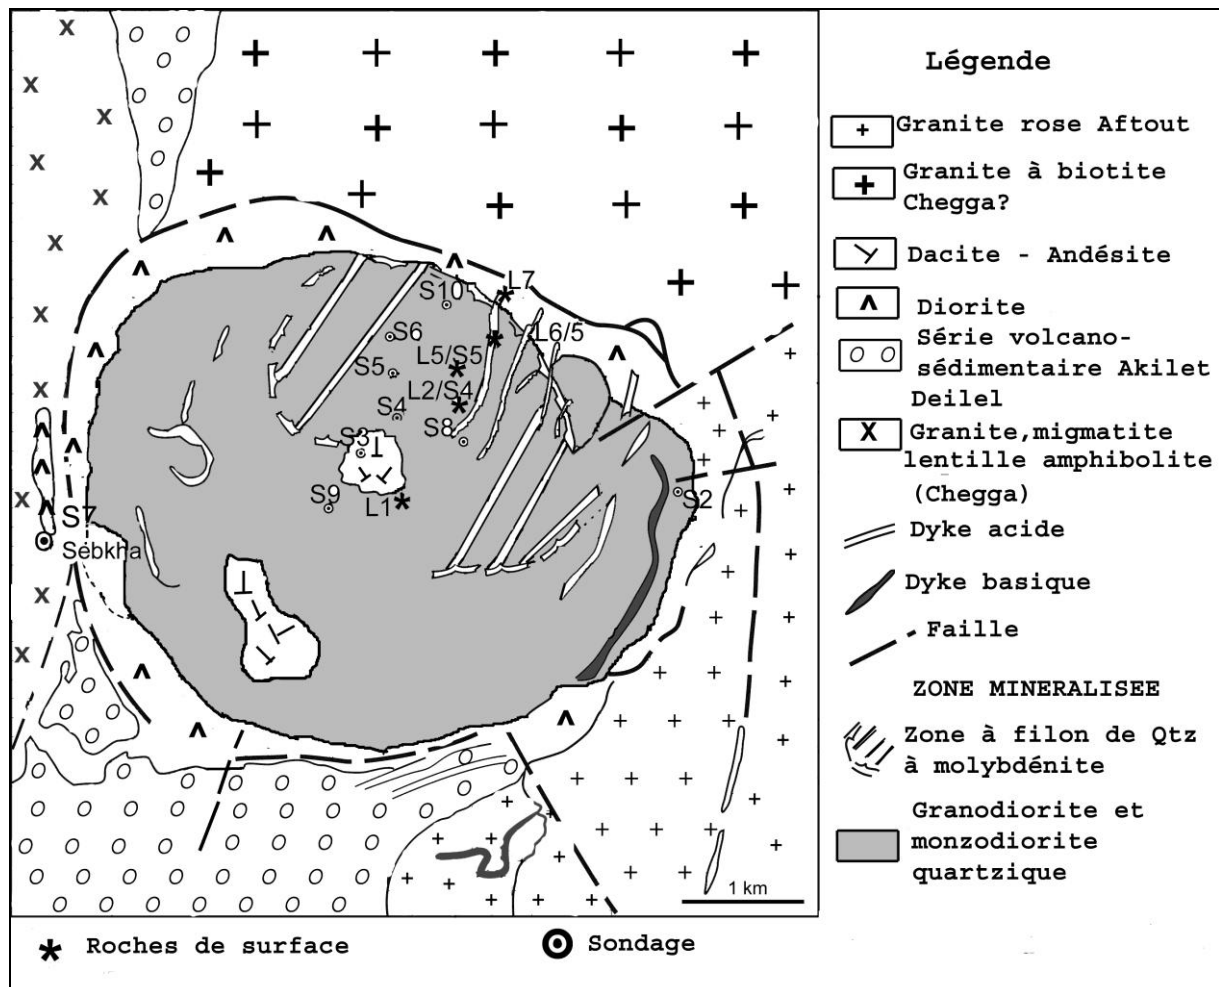 Légende
Granite rose Aftout
Granite à biotite
Chegga?
Dacite - Andésite
Diorite
Série volcano-
sédimentaire Akilet
Deilel
Granite,migmatite
lentille amphibolite
(Chegga)
Dyke acide
Dyke basique
Faille
ZONE MINERALISEE
Zone à filon de Qtz
à molybdénite
Granodiorite et
monzodiorite
quartzique
L7
S10
S6
L6/5
L5/S5
S5
L2/S4
S4
S8
S3
S9
L1
S2
S7
Sebkha
1 km
Roches de surface
Sondage